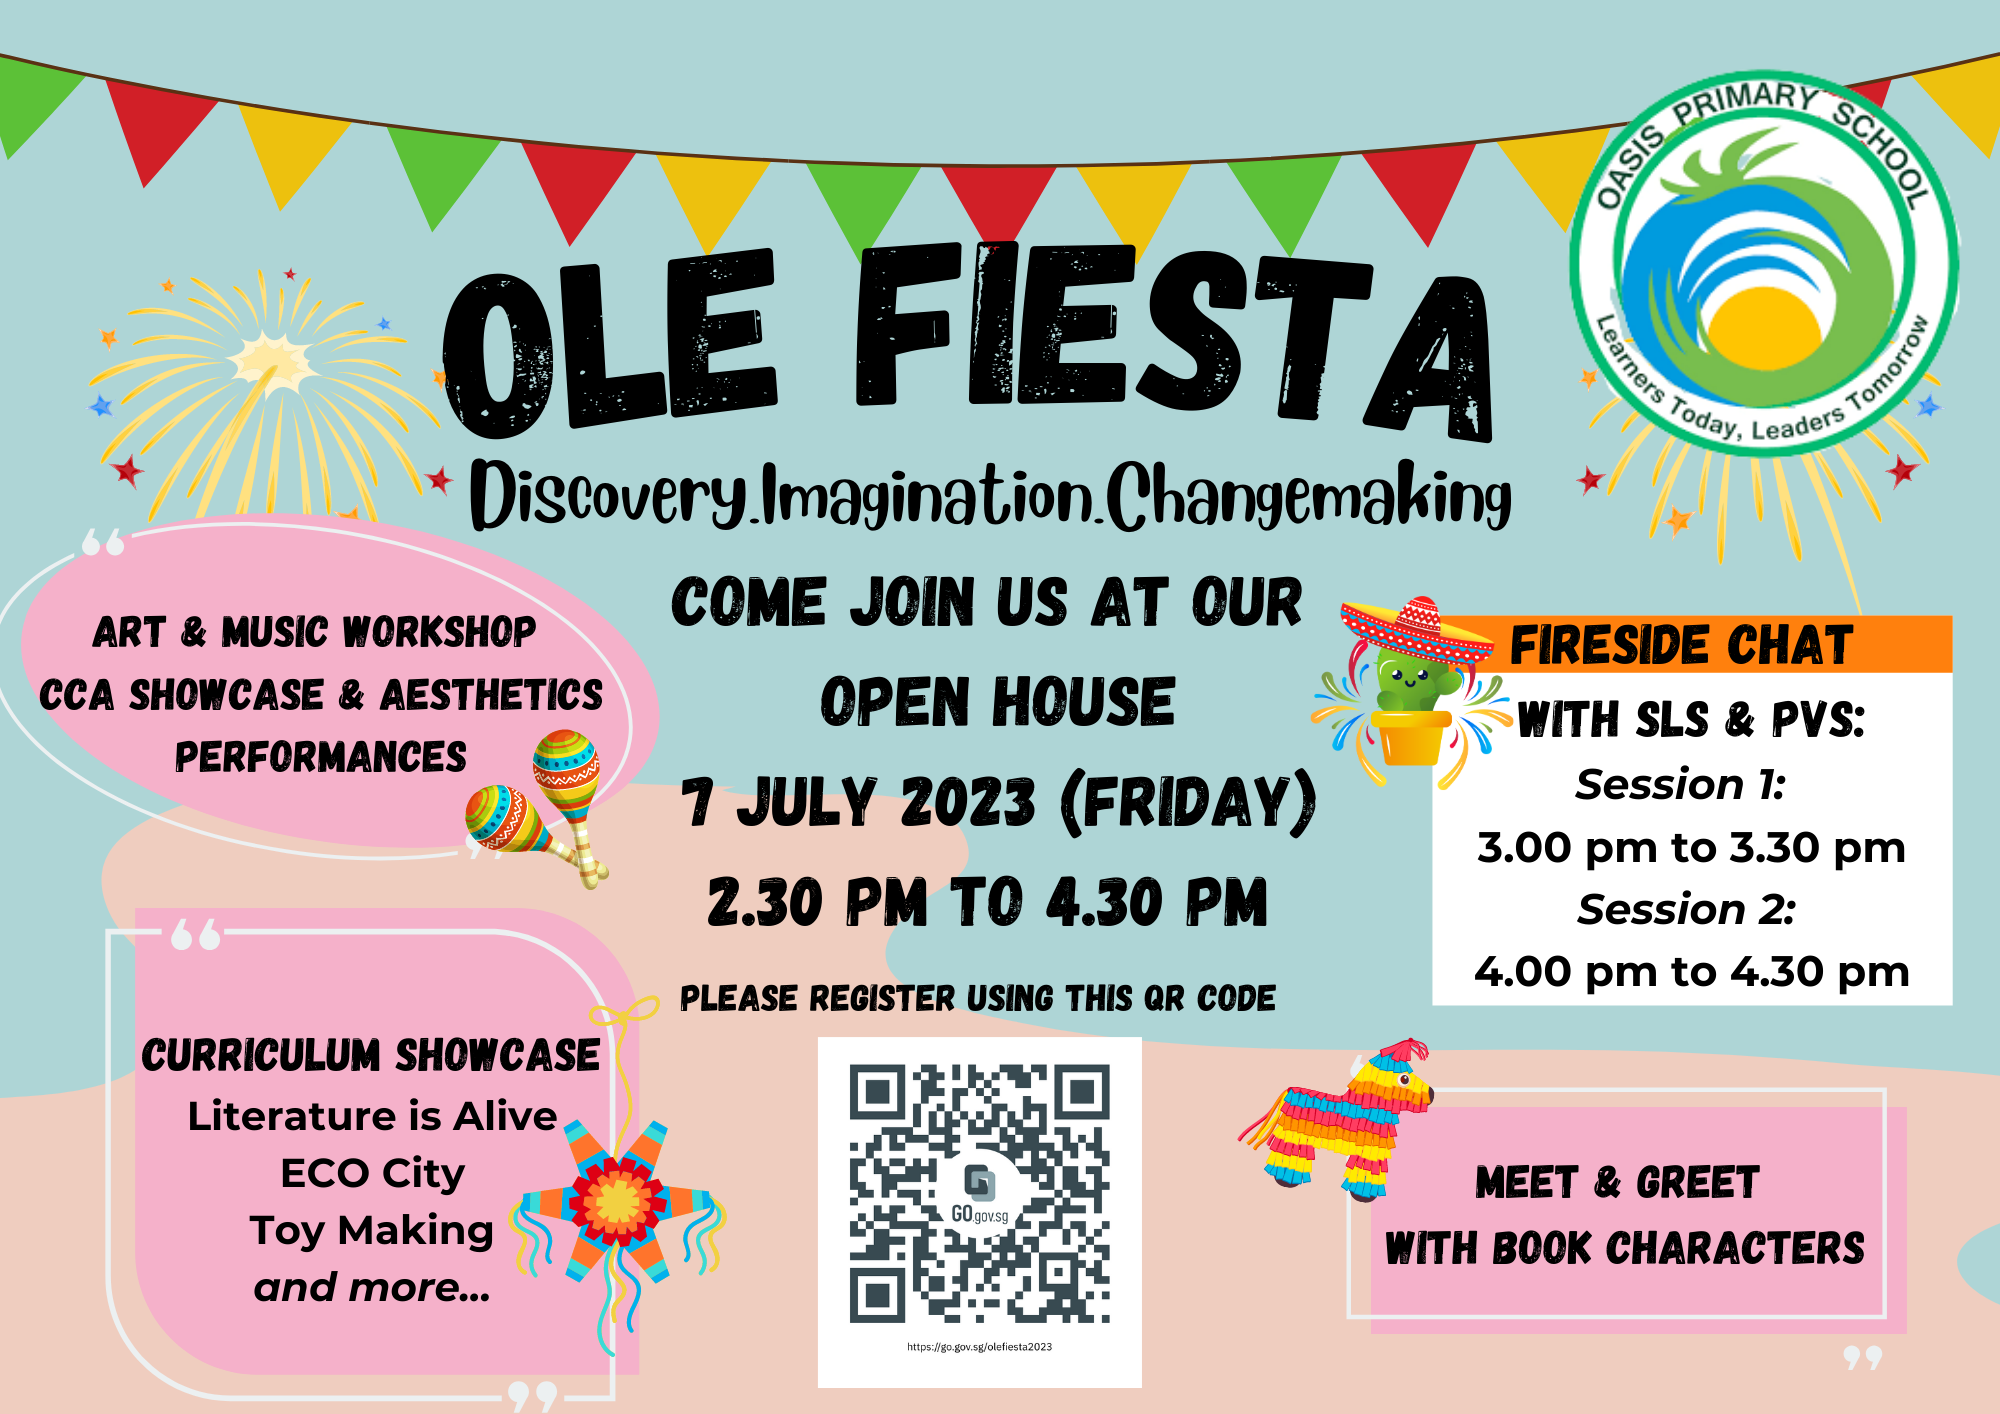 OASIS PRIMARY SCHOOL
Learners Today, Leaders Tomorrow
OLE FIESTA
Discovery.Imagination.Changemaking
COME JOIN US AT OUR
OPEN HOUSE
7 JULY 2023 (FRIDAY)
2.30 PM TO 4.30 PM
PLEASE REGISTER USING THIS QR CODE
GO.gov.sg
https://go.gov.sg/olefiesta2023
ART & MUSIC WORKSHOP
CCA SHOWCASE & AESTHETICS
PERFORMANCES
CURRICULUM SHOWCASE
Literature is Alive
ECO City
Toy Making
and more...
FIRESIDE CHAT
WITH SLS & PVS:
Session 1:
3.00 pm to 3.30 pm
Session 2:
4.00 pm to 4.30 pm
MEET & GREET
WITH BOOK CHARACTERS